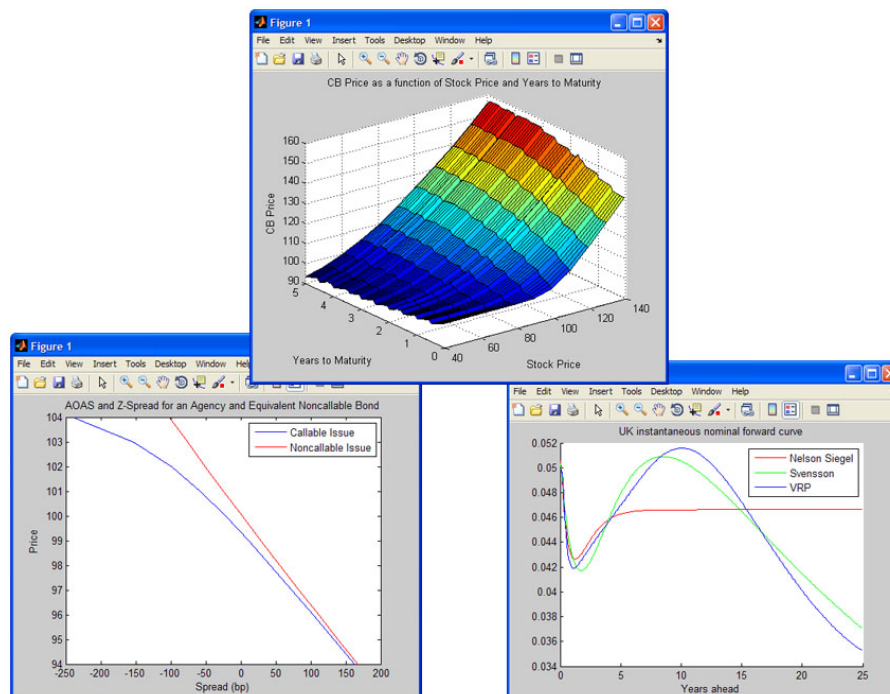 Figure 1
File Edit View Insert Tools Desktop Window Help
CB Price as a function of Stock Price and Years to Maturity
CB Price
160
150
140
130
120
110
100
90
5
4
3
2
1
0
Years to Maturity
40
60
80
100
120
140
Stock Price
Figure 1
File Edit View Insert Tools Desktop Window Help
AOAS and Z-Spread for an Agency and Equivalent Noncallable Bond
Callable Issue
Noncallable Issue
Price
104
103
102
101
100
99
98
97
96
95
94
-250 -200 -150 -100 -50 0 50 100 150 200
Spread (bp)
File Edit View Insert Tools Desktop Window Help
UK instantaneous nominal forward curve
Nelson Siegel
Svensson
VRP
0.052
0.05
0.048
0.046
0.044
0.042
0.04
0.038
0.036
0.034
0 5 10 15 20 25
Years ahead